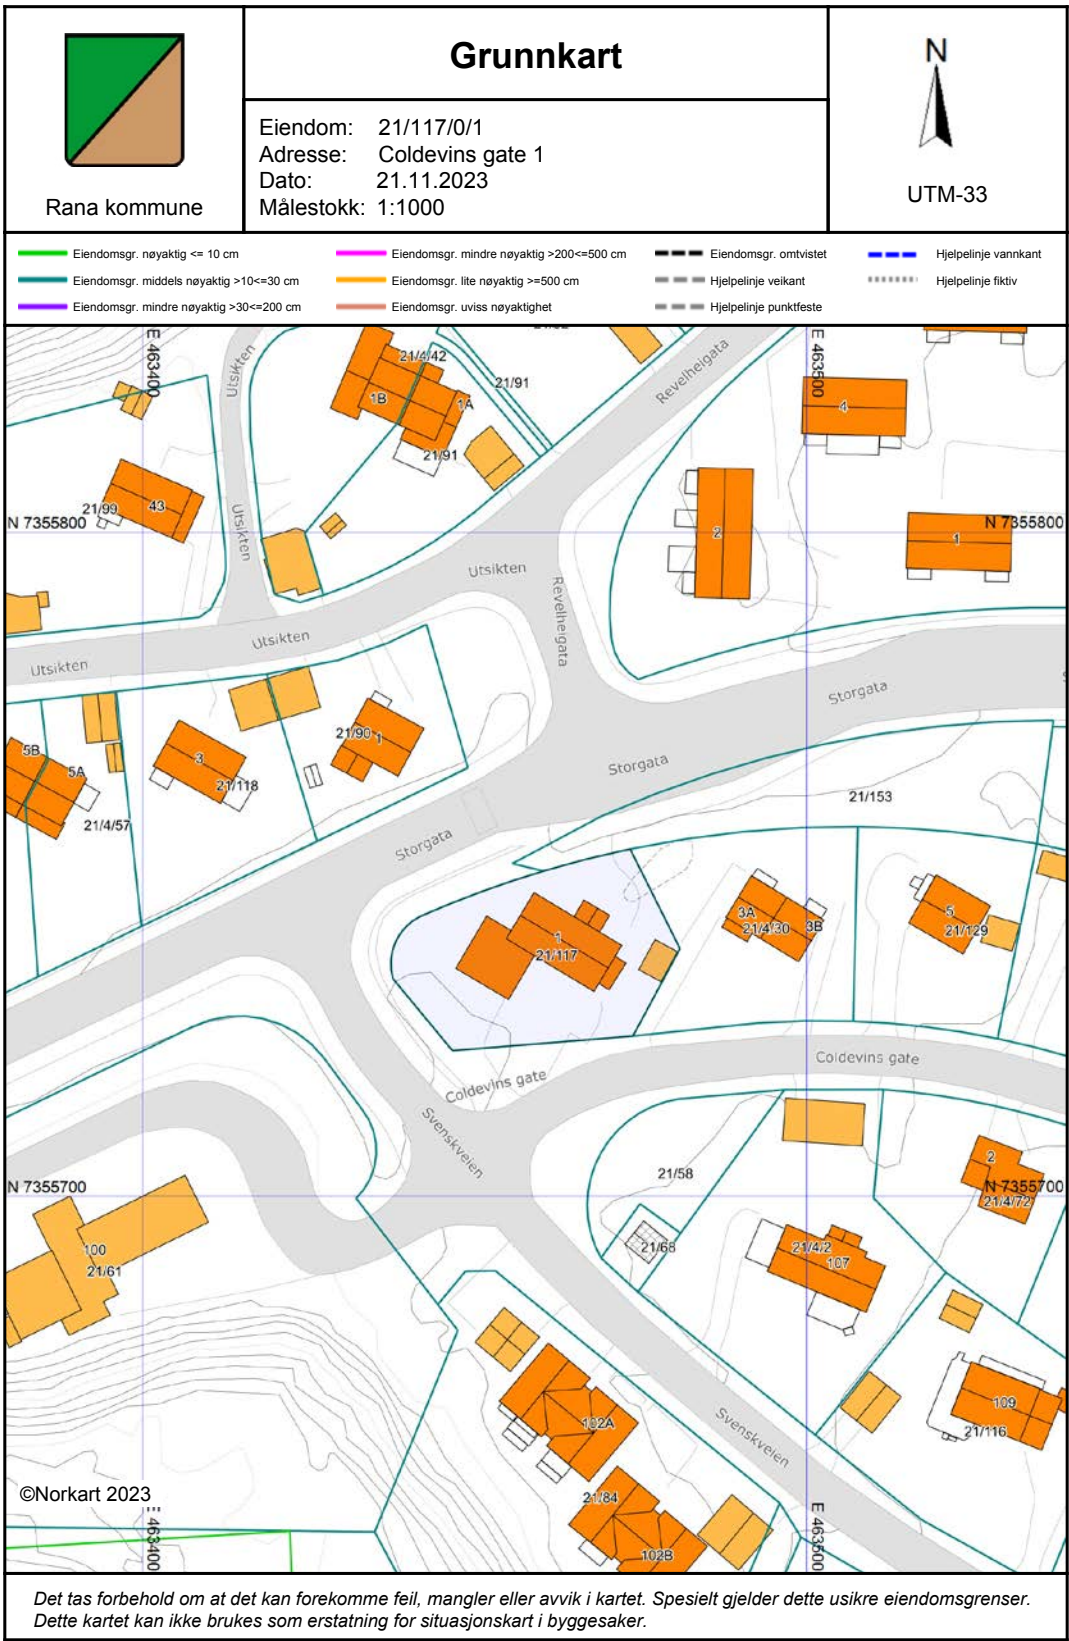 Grunnkart
N
Eiendom: 21/117/0/1
Adresse: Coldevins gate 1
Dato: 21.11.2023
Målestokk: 1:1000
Rana kommune
UTM-33
Eiendomsgr. nøyaktig <= 10 cm
Eiendomsgr. mindre nøyaktig >200<=500 cm
Eiendomsgr. omtvistet
Hjelpelinje vannkant
Eiendomsgr. middels nøyaktig >10<=30 cm
Eiendomsgr. lite nøyaktig >=500 cm
Hjelpelinje veikant
Hjelpelinje fiktiv
Eiendomsgr. mindre nøyaktig >30<=200 cm
Eiendomsgr. uviss nøyaktighet
Hjelpelinje punktfeste
E 463400
E 463500
Utsikten
21/4/42
1B
1A
21/91
21/91
Revelheigata
4
21/99
43
N 7355800
Utsikten
2
1
N 7355800
Utsikten
Revelheigata
Utsikten
Utsikten
Storgata
5B
5A
3
21/118
21/90
1
Storgata
21/4/57
21/153
Storgata
1
21/117
3A
21/4/30
3B
5
21/129
Coldevins gate
Coldevins gate
Svenskveien
N 7355700
21/58
2
N 7355700
21/4/72
100
21/61
21/68
21/4/2
107
102A
109
21/116
Svenskveien
21/84
102B
©Norkart 2023
E 463400
E 463500
Det tas forbehold om at det kan forekomme feil, mangler eller avvik i kartet. Spesielt gjelder dette usikre eiendomsgrenser.
Dette kartet kan ikke brukes som erstatning for situasjonskart i byggesaker.